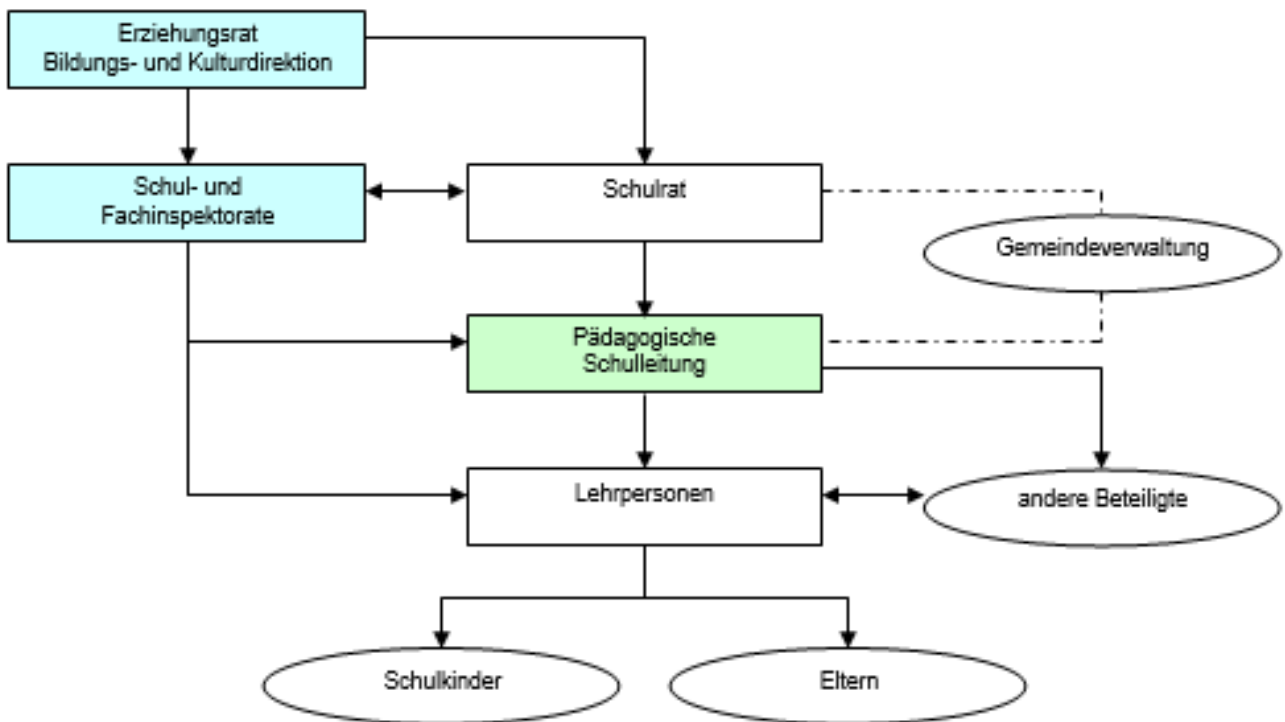 Erziehungsrat
Bildungs- und Kulturdirektion
Schul- und
Fachinspektorate
Schulrat
Gemeindeverwaltung
Pädagogische
Schulleitung
Lehrpersonen
andere Beteiligte
Schulkinder
Eltern